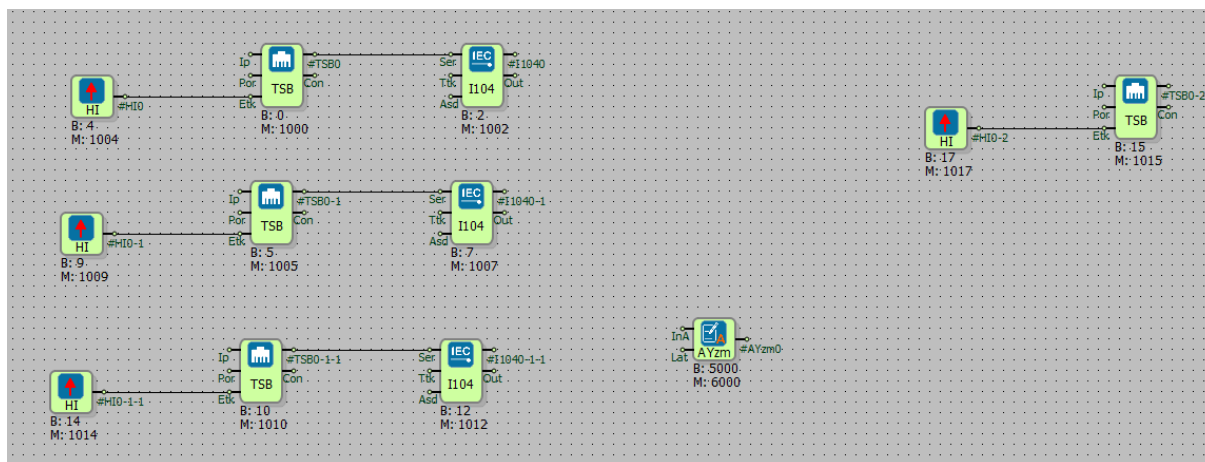 Ip #TSB0 Ser IEC #I1040
Por Con Ttk Out
TSB I104
HI #HI0 Etk Asd
B: 4 B: 0 B: 2
M: 1004 M: 1000 M: 1002
Ip #TSB0-2
Por Con
TSB
HI #HI0-2 Etk
B: 17 B: 15
M: 1017 M: 1015
Ip #TSB0-1 Ser IEC #I1040-1
Por Con Ttk Out
TSB I104
HI #HI0-1 Etk Asd
B: 9 B: 5 B: 7
M: 1009 M: 1005 M: 1007
InA
AYzm #AYzm0
Lat
B: 5000
M: 6000
Ip #TSB0-1-1 Ser IEC #I1040-1-1
Por Con Ttk Out
TSB I104
HI #HI0-1-1 Etk Asd
B: 14 B: 10 B: 12
M: 1014 M: 1010 M: 1012